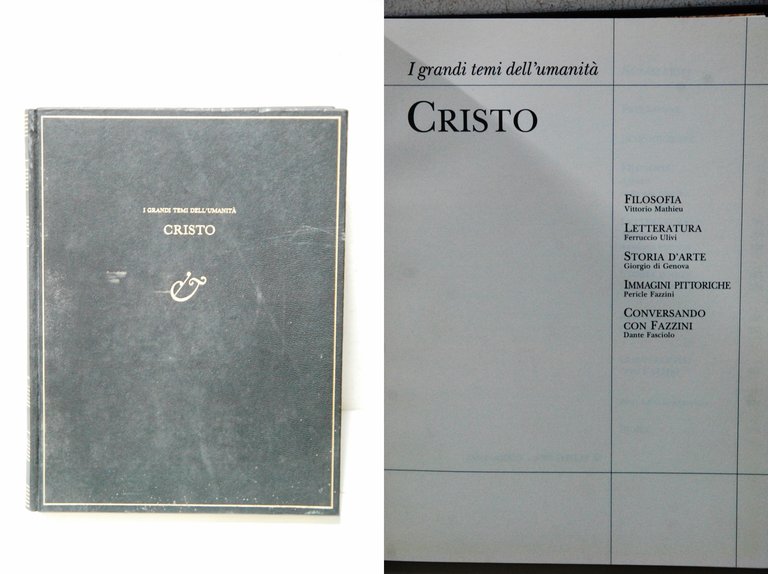 I GRANDI TEMI DELL'UMANITÀ
CRISTO
&
I grandi temi dell'umanità
CRISTO
FILOSOFIA
Vittorio Mathieu
LETTERATURA
Ferruccio Ulivi
STORIA D'ARTE
Giorgio di Genova
IMMAGINI PITTORICHE
Pericle Fazzini
CONVERSANDO
CON FAZZINI
Dante Fasciolo